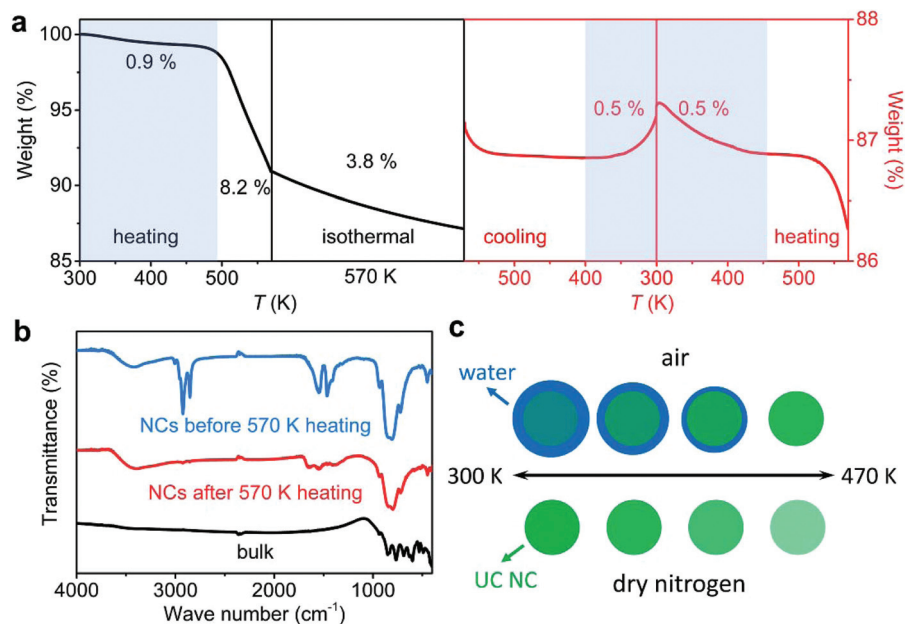 a
100
95
90
85
Weight (%)
0.9 %
8.2 %
3.8 %
heating
isothermal
300
400
500
570 K
T (K)
0.5 %
0.5 %
cooling
heating
500
400
300
400
500
T (K)
88
87
86
Weight (%)
b
Transmittance (%)
NCs before 570 K heating
NCs after 570 K heating
bulk
4000
3000
2000
1000
Wave number (cm⁻¹)
c
air
water
300 K
470 K
UC NC
dry nitrogen